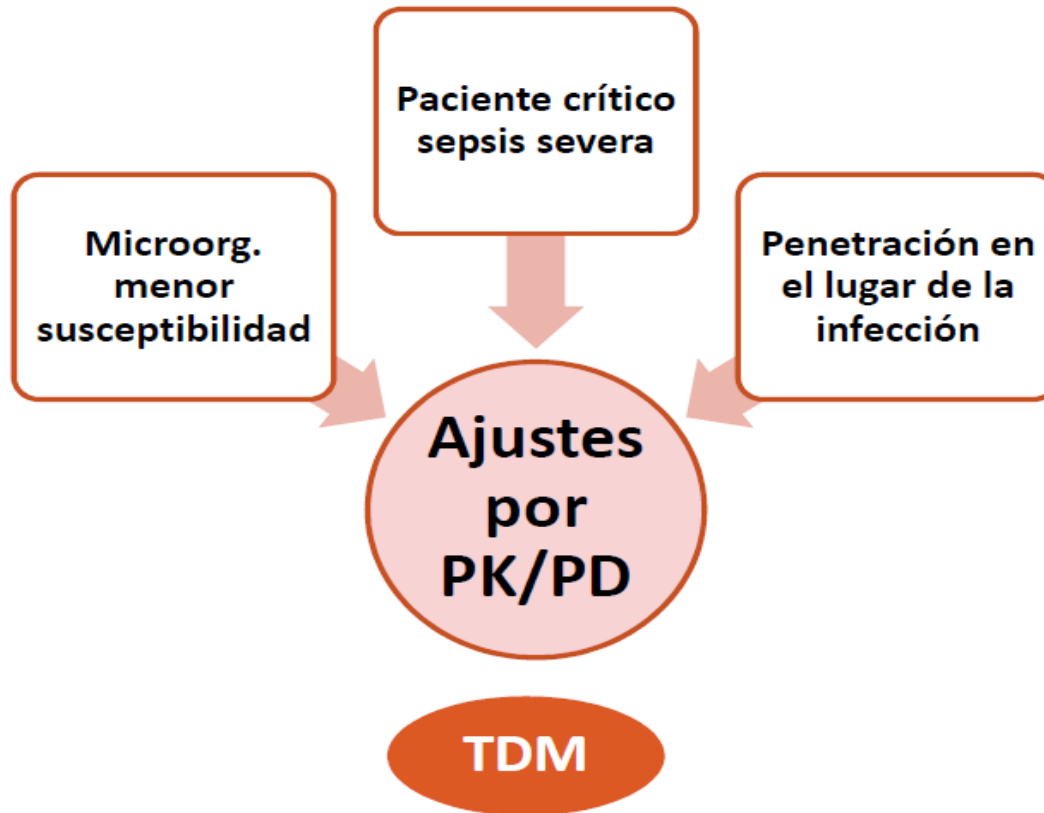 Paciente crítico
sepsis severa
Microorg.
menor
susceptibilidad
Penetración en
el lugar de la
infección
Ajustes
por
PK/PD
TDM